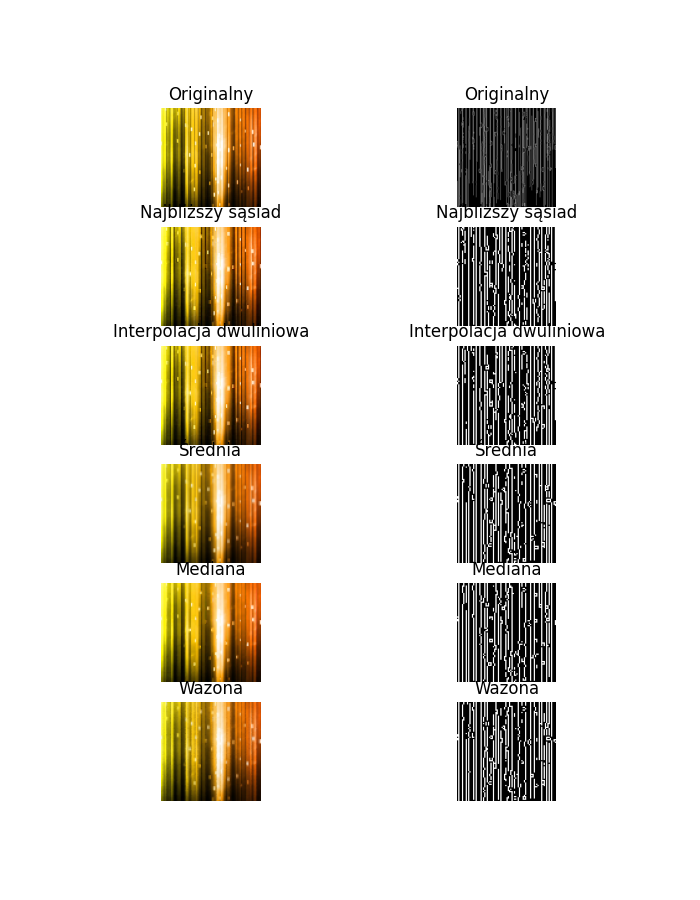 Originalny
Originalny
Najbliższy sąsiad
Najbliższy sąsiad
Interpolacja dwuliniowa
Interpolacja dwuliniowa
Średnia
Średnia
Mediana
Mediana
Ważona
Ważona